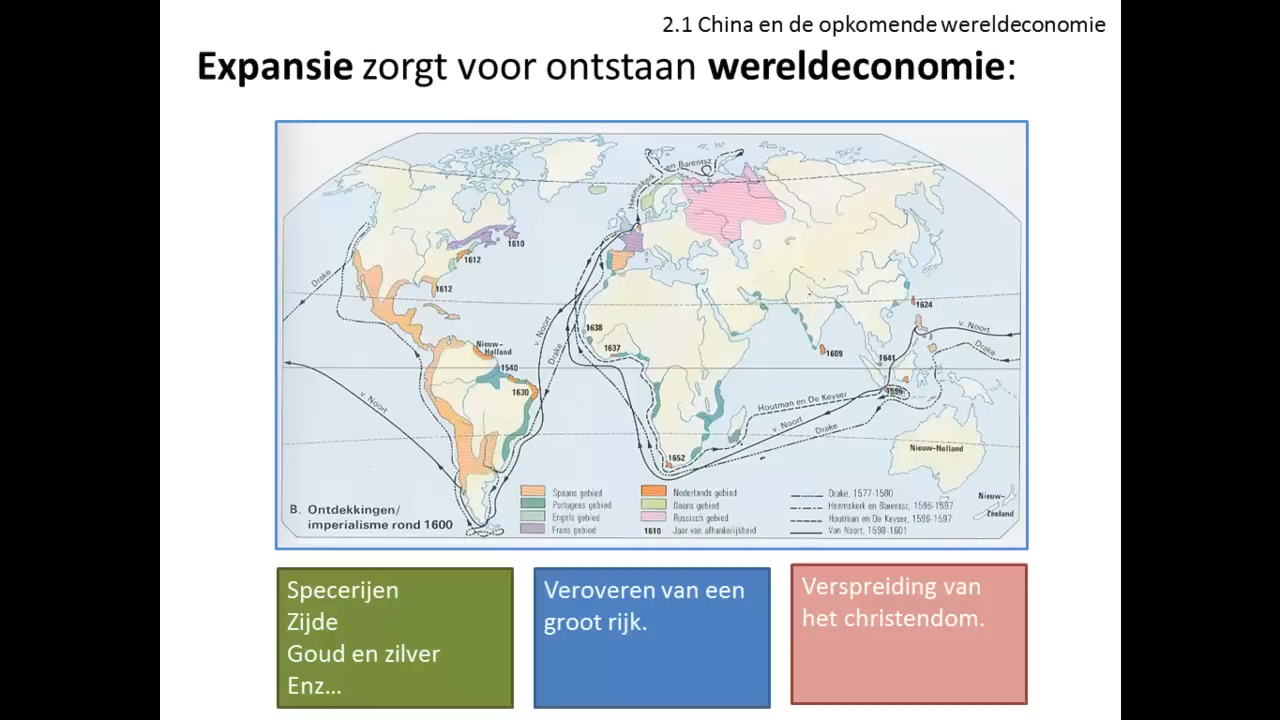 2.1 China en de opkomende wereldeconomie
Expansie zorgt voor ontstaan wereldeconomie:
Heemskerk en Barentsz
1610
1612
1612
Drake
1624
v. Noort
Drake
1638
1637
v. Noort
Drake
Nieuw-
Holland
1540
1630
1609
1641
1596
v. Noort
Houtman en De Keyser
v. Noort
Drake
1652
Nieuw-Holland
Nieuw-
Zeeland
B. Ontdekkingen/
imperialisme rond 1600
Spaans gebied
Portugees gebied
Engels gebied
Frans gebied
Nederlands gebied
Deens gebied
Russisch gebied
1610 Jaar van afhankelijkheid
Drake, 1577-1580
Heemskerk en Barentsz, 1596-1597
Houtman en De Keyser, 1596-1597
Van Noort, 1598-1601
Specerijen
Zijde
Goud en zilver
Enz...
Veroveren van een
groot rijk.
Verspreiding van
het christendom.